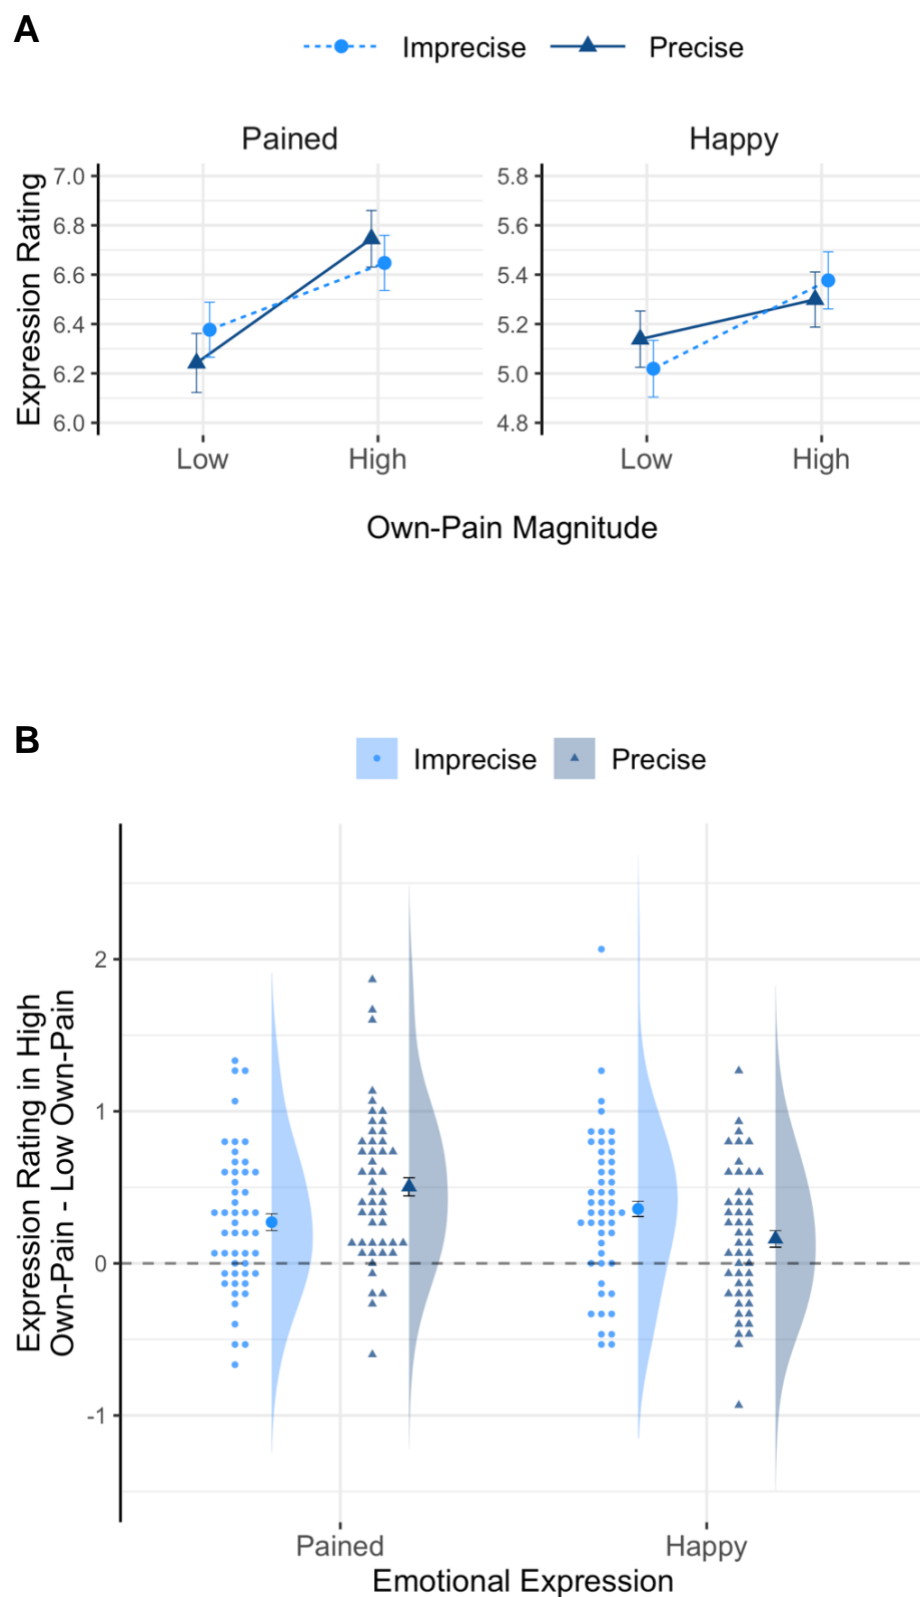 A
Imprecise Precise
Pained Happy
Expression Rating
7.0
6.8
6.6
6.4
6.2
6.0
5.8
5.6
5.4
5.2
5.0
4.8
Low High Low High
Own-Pain Magnitude
B
Imprecise Precise
Expression Rating in High
Own-Pain - Low Own-Pain
2
1
0
-1
Pained Happy
Emotional Expression